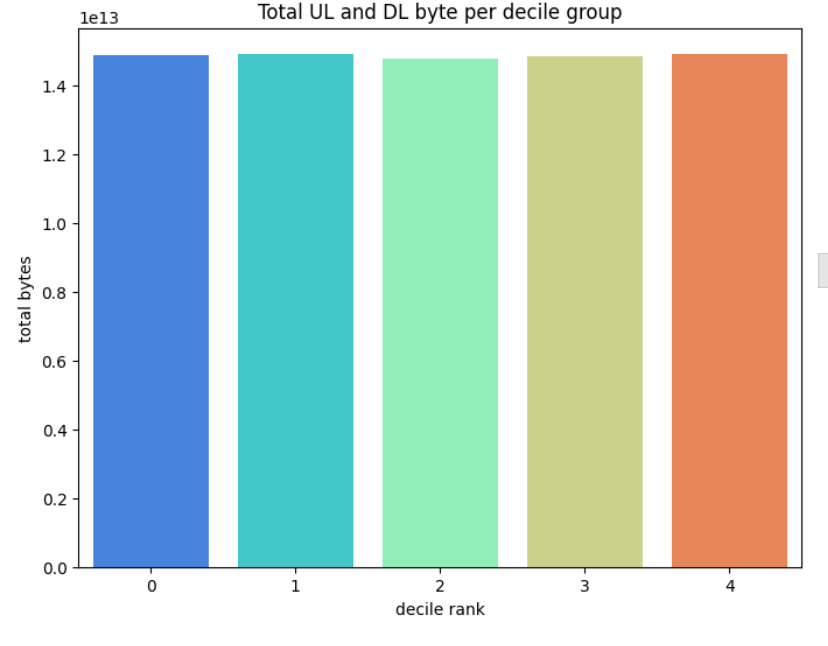 Total UL and DL byte per decile group
1e13
1.4
1.2
1.0
0.8
0.6
0.4
0.2
0.0
total bytes
0 1 2 3 4
decile rank